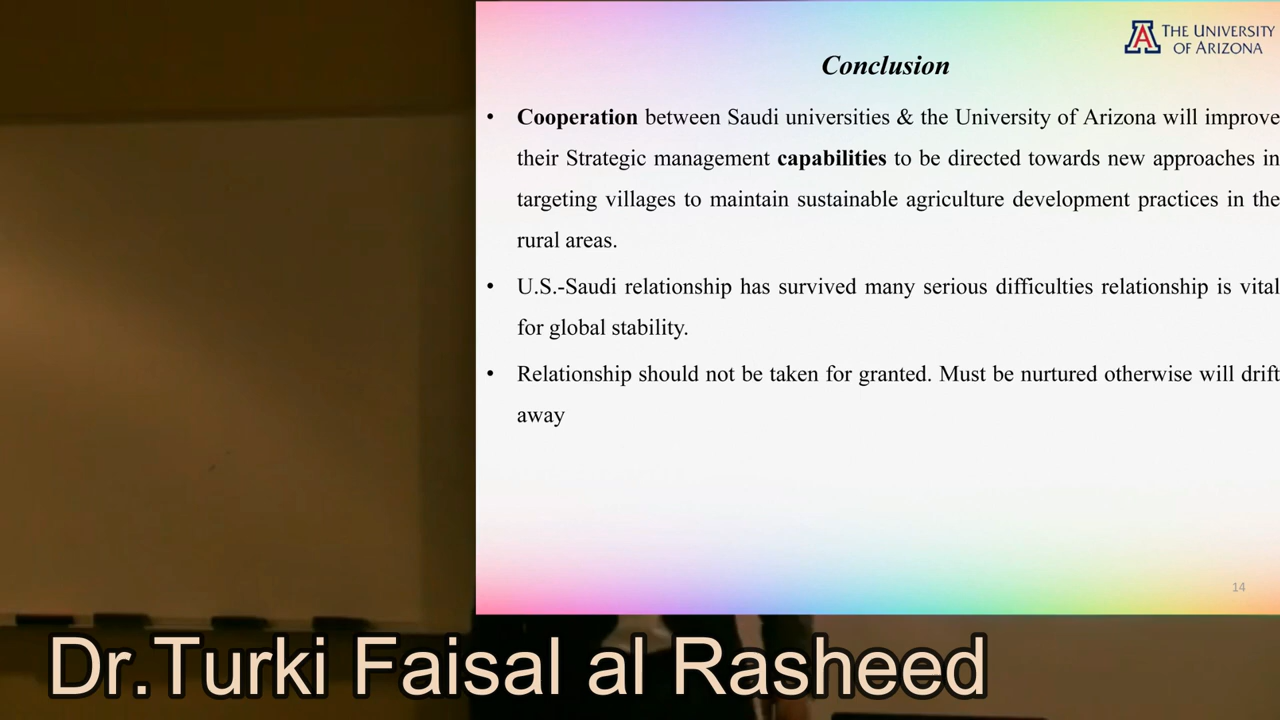 THE UNIVERSITY
OF ARIZONA
Conclusion
• Cooperation between Saudi universities & the University of Arizona will improve
their Strategic management capabilities to be directed towards new approaches in
targeting villages to maintain sustainable agriculture development practices in the
rural areas.
• U.S.-Saudi relationship has survived many serious difficulties relationship is vital
for global stability.
• Relationship should not be taken for granted. Must be nurtured otherwise will drift
away
14
Dr.Turki Faisal al Rasheed